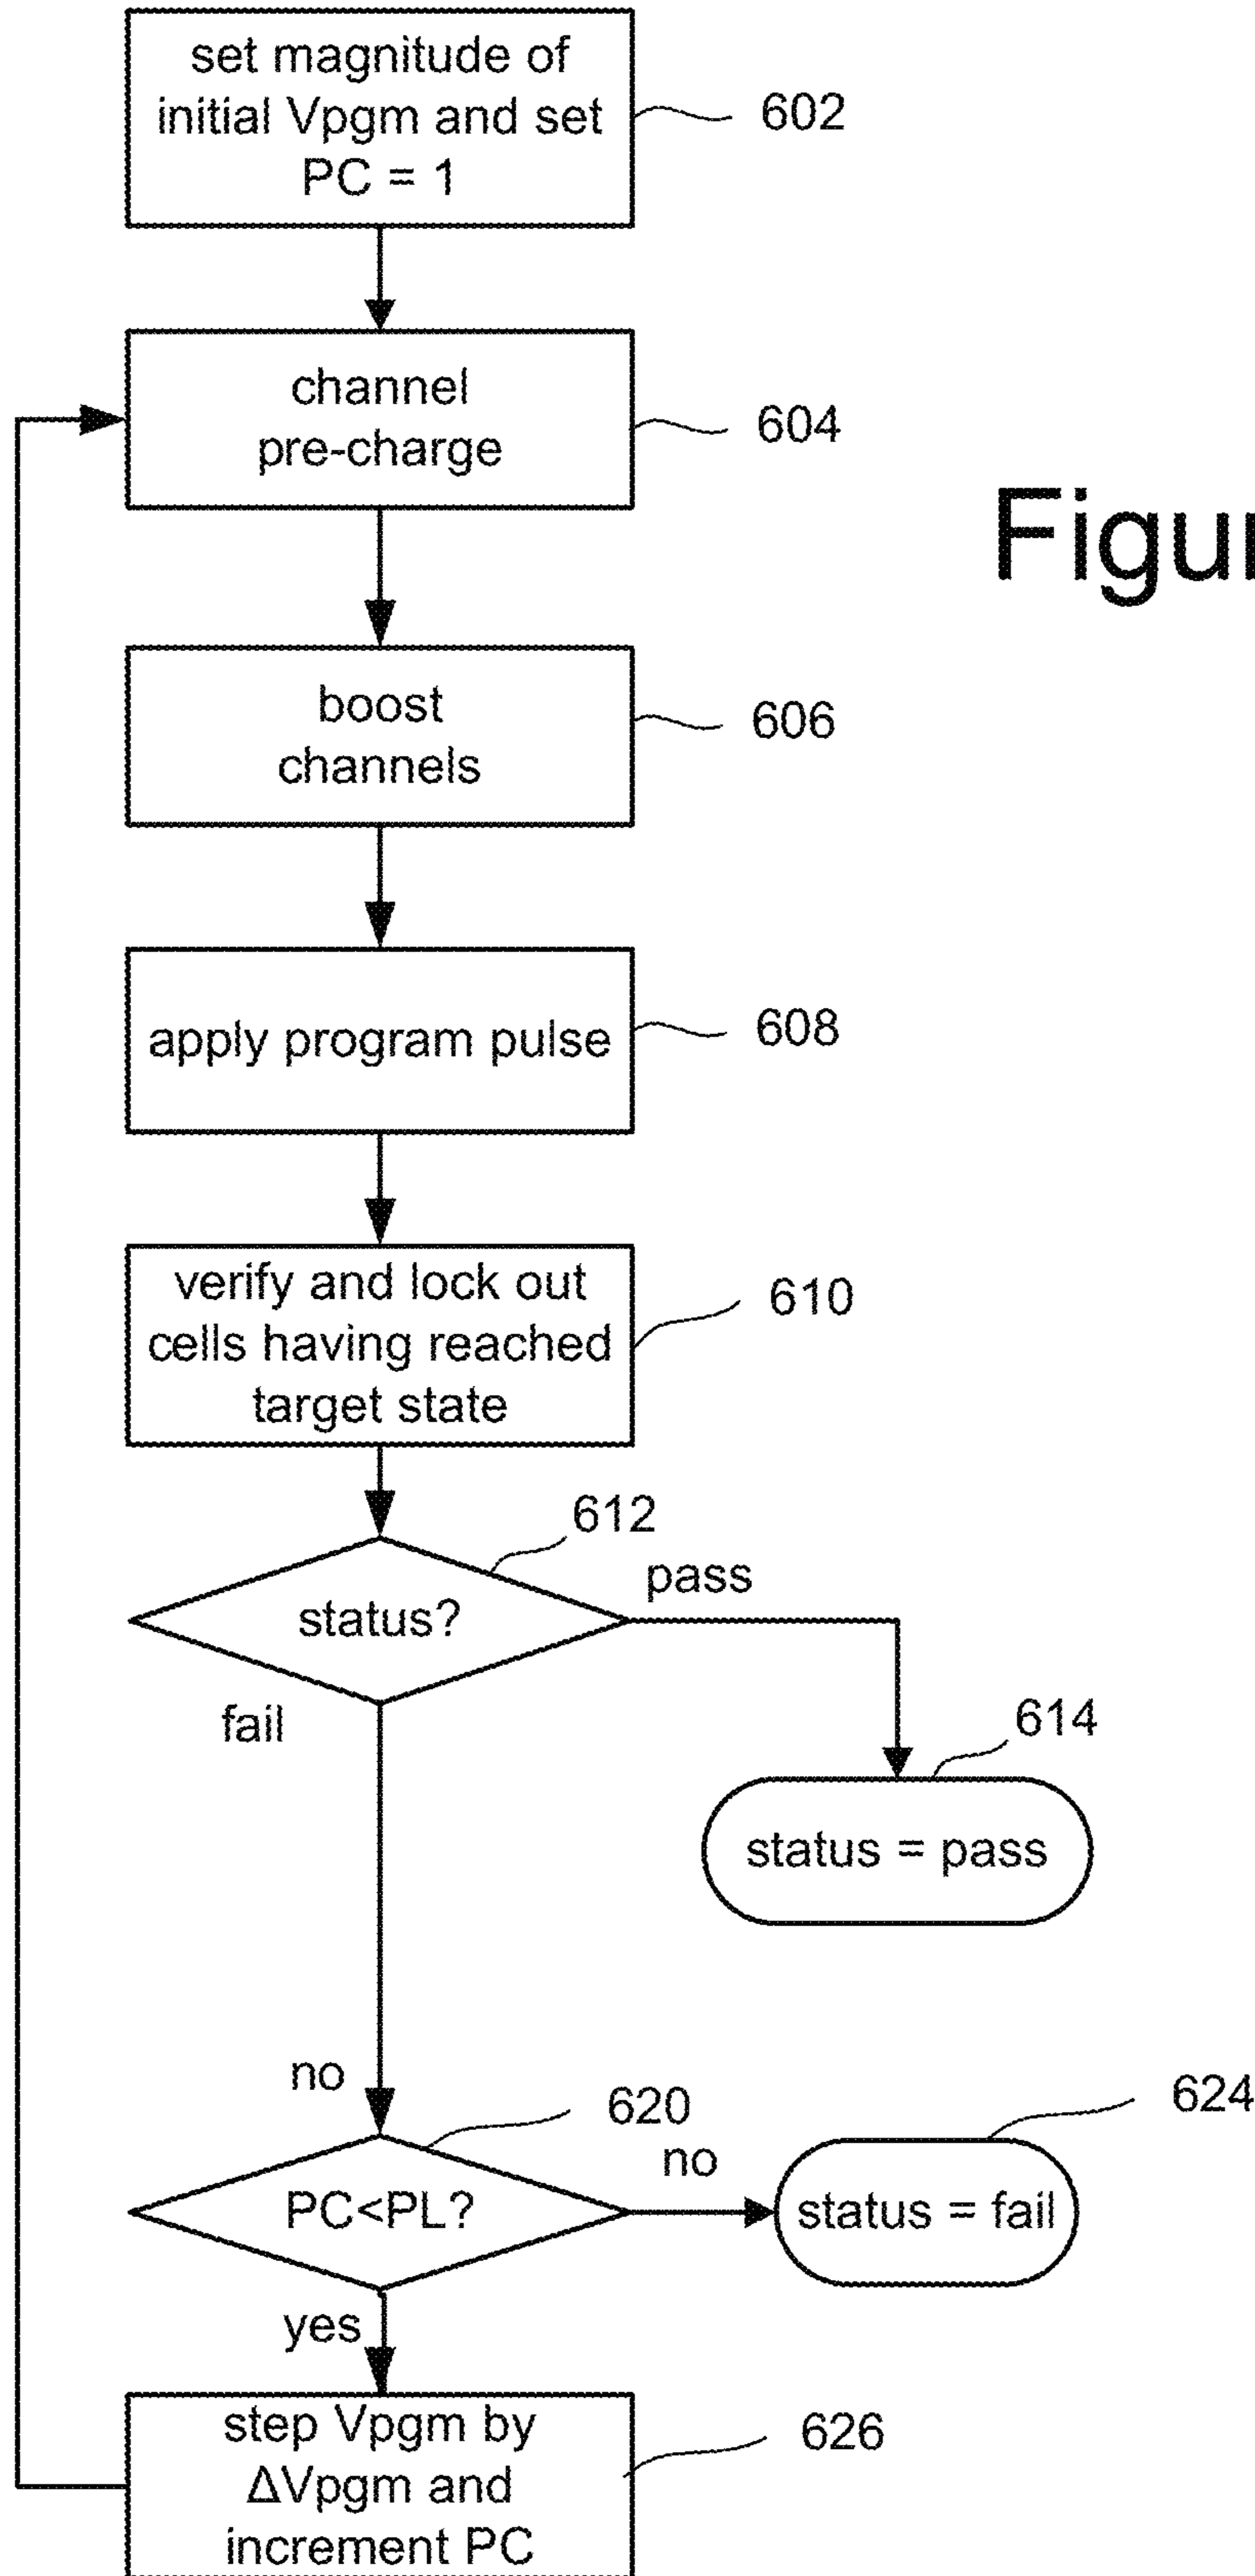 set magnitude of
initial Vpgm and set
PC = 1
602
channel
pre-charge
604
Figur
boost
channels
606
apply program pulse
608
verify and lock out
cells having reached
target state
610
612
status?
pass
fail
614
status = pass
no
620
624
no
PC<PL?
status = fail
yes
step Vpgm by
ΔVpgm and
increment PC
626